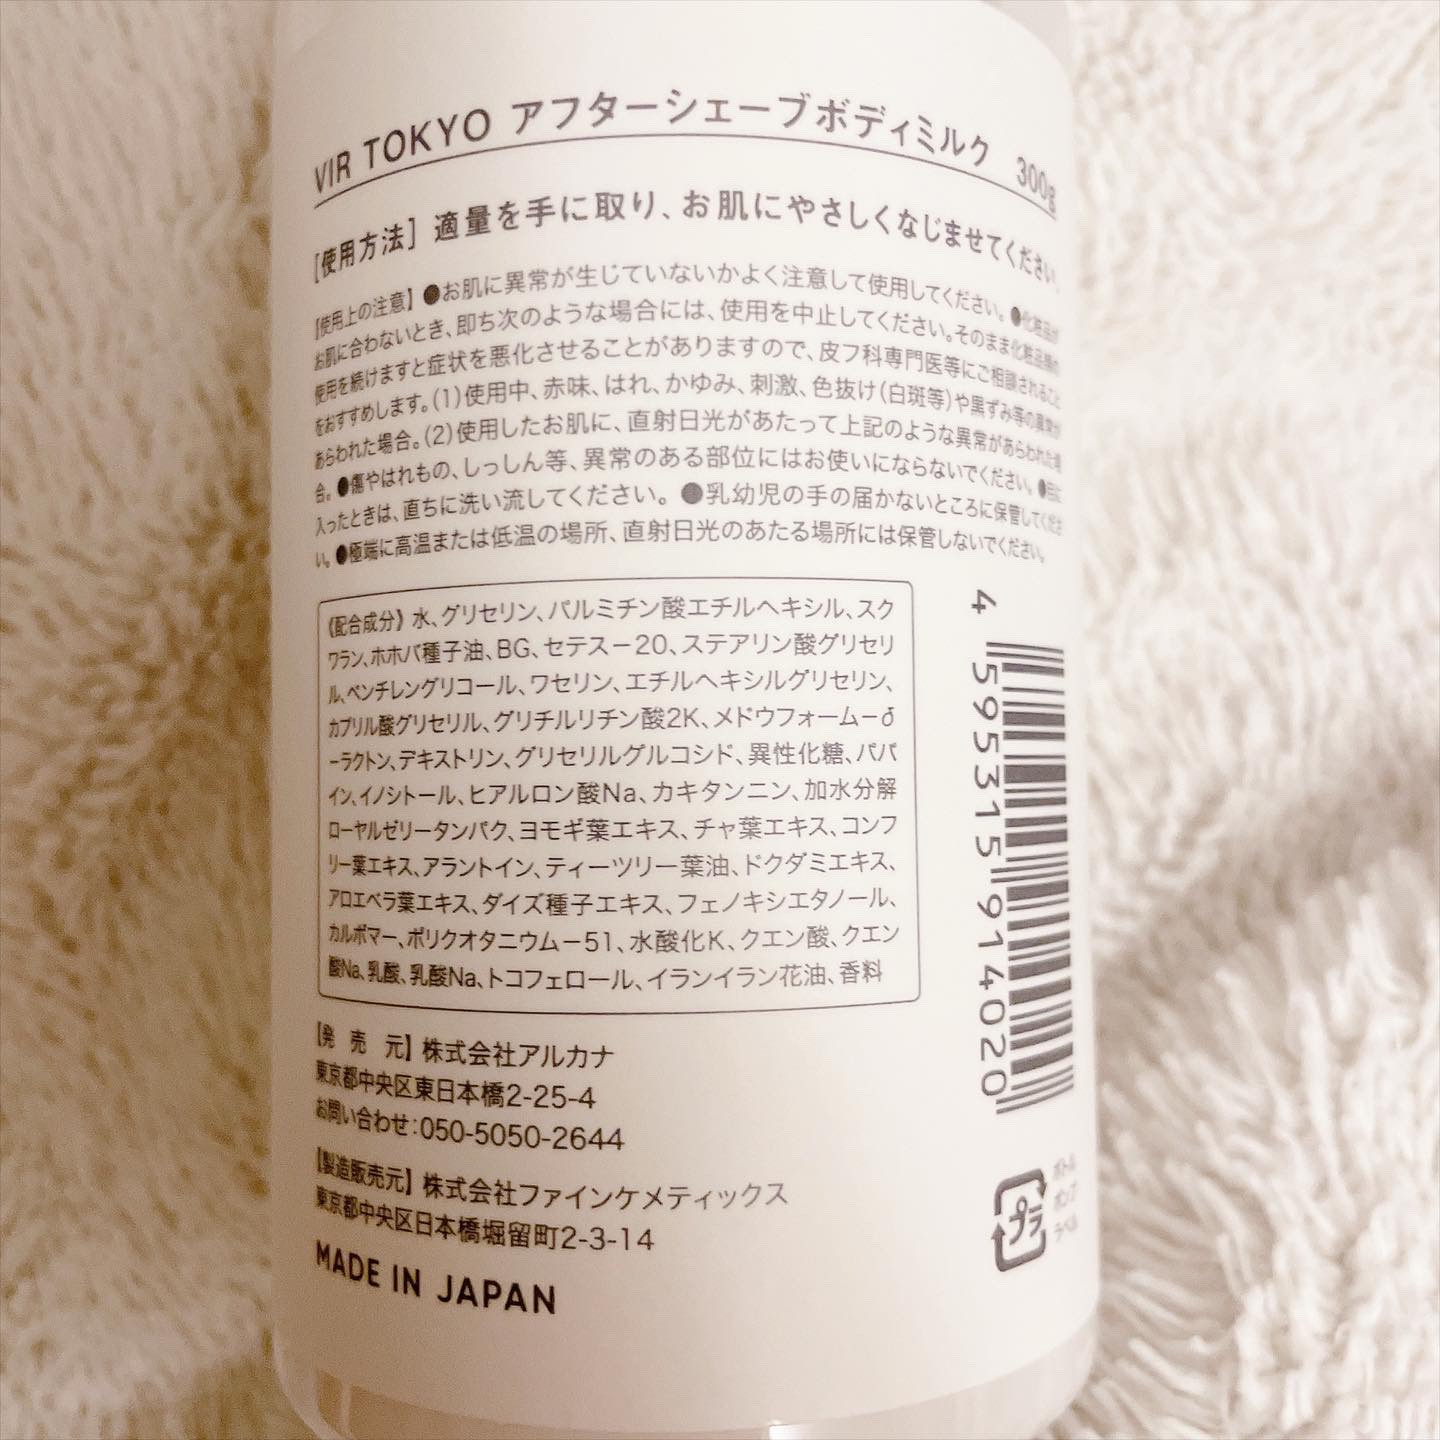 VIR TOKYO アフターシェーブボディミルク 300g
[使用方法] 適量を手に取り、お肌にやさしくなじませてください。
【使用上の注意】●お肌に異常が生じていないかよく注意して使用してください。●化粧品が
お肌に合わないとき、即ち次のような場合には、使用を中止してください。そのまま化粧品類の
使用を続けますと症状を悪化させることがありますので、皮フ科専門医等にご相談されること
をおすすめします。(1)使用中、赤味、はれ、かゆみ、刺激、色抜け(白斑等)や黒ずみ等の異常が
あらわれた場合。(2)使用したお肌に、直射日光があたって上記のような異常があらわれた場
合。●傷やはれもの、しっしん等、異常のある部位にはお使いにならないでください。●目に
入ったときは、直ちに洗い流してください。●乳幼児の手の届かないところに保管してくださ
い。●極端に高温または低温の場所、直射日光のあたる場所には保管しないでください。
《配合成分》水、グリセリン、パルミチン酸エチルヘキシル、スク
ワラン、ホホバ種子油、BG、セテス－20、ステアリン酸グリセリ
ル、ペンチレングリコール、ワセリン、エチルヘキシルグリセリン、
カプリル酸グリセリル、グリチルリチン酸2K、メドウフォーム－δ
－ラクトン、デキストリン、グリセリルグルコシド、異性化糖、パパ
イン、イノシトール、ヒアルロン酸Na、カキタンニン、加水分解
ローヤルゼリータンパク、ヨモギ葉エキス、チャ葉エキス、コンフ
リー葉エキス、アラントイン、ティーツリー葉油、ドクダミエキス、
アロエベラ葉エキス、ダイズ種子エキス、フェノキシエタノール、
カルボマー、ポリクオタニウム－51、水酸化K、クエン酸、クエン
酸Na、乳酸、乳酸Na、トコフェロール、イランイラン花油、香料
4 595315 914020
【発 売 元】株式会社アルカナ
東京都中央区東日本橋2-25-4
お問い合わせ：050-5050-2644
【製造販売元】株式会社ファインケメティックス
東京都中央区日本橋堀留町2-3-14
MADE IN JAPAN
プラ
ボトル
ポンプ
ラベル